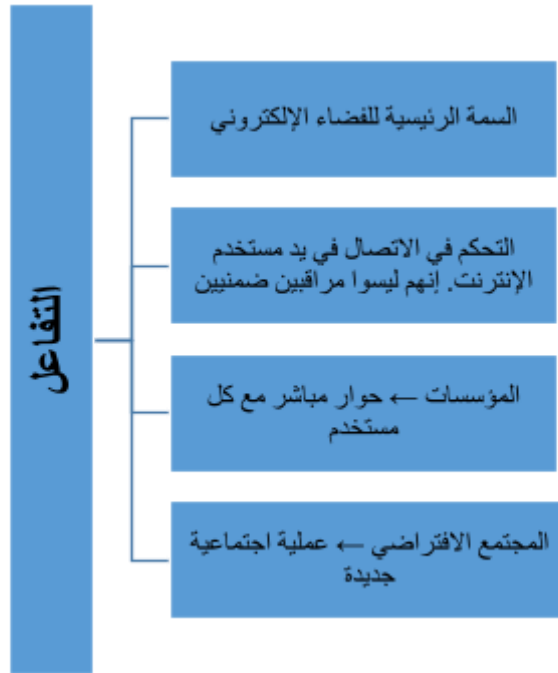 التفاعل
السمة الرئيسية للفضاء الإلكتروني
التحكم في الاتصال في يد مستخدم
الإنترنت. إنهم ليسوا مراقبين ضمنيين
المؤسسات ← حوار مباشر مع كل
مستخدم
المجتمع الافتراضي ← عملية اجتماعية
جديدة